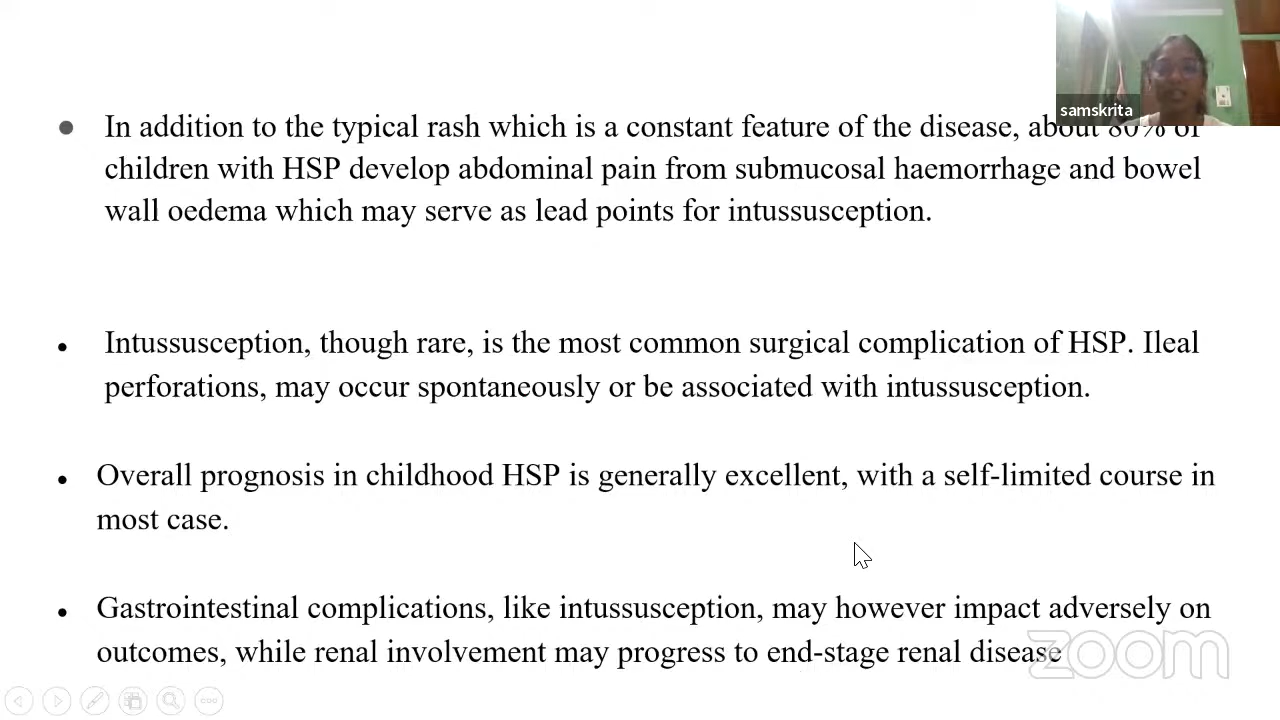 samskrita
In addition to the typical rash which is a constant feature of the disease, about 80% of
children with HSP develop abdominal pain from submucosal haemorrhage and bowel
wall oedema which may serve as lead points for intussusception.
Intussusception, though rare, is the most common surgical complication of HSP. Ileal
perforations, may occur spontaneously or be associated with intussusception.
Overall prognosis in childhood HSP is generally excellent, with a self-limited course in
most case.
Gastrointestinal complications, like intussusception, may however impact adversely on
outcomes, while renal involvement may progress to end-stage renal disease
zoom